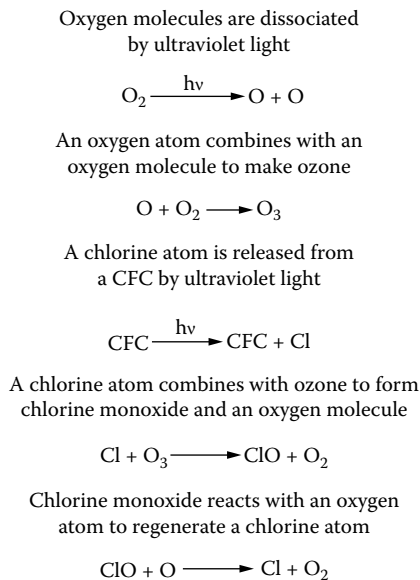 Oxygen molecules are dissociated
by ultraviolet light
O₂ hν → O + O
An oxygen atom combines with an
oxygen molecule to make ozone
O + O₂ → O₃
A chlorine atom is released from
a CFC by ultraviolet light
CFC hν → CFC + Cl
A chlorine atom combines with ozone to form
chlorine monoxide and an oxygen molecule
Cl + O₃ → ClO + O₂
Chlorine monoxide reacts with an oxygen
atom to regenerate a chlorine atom
ClO + O → Cl + O₂